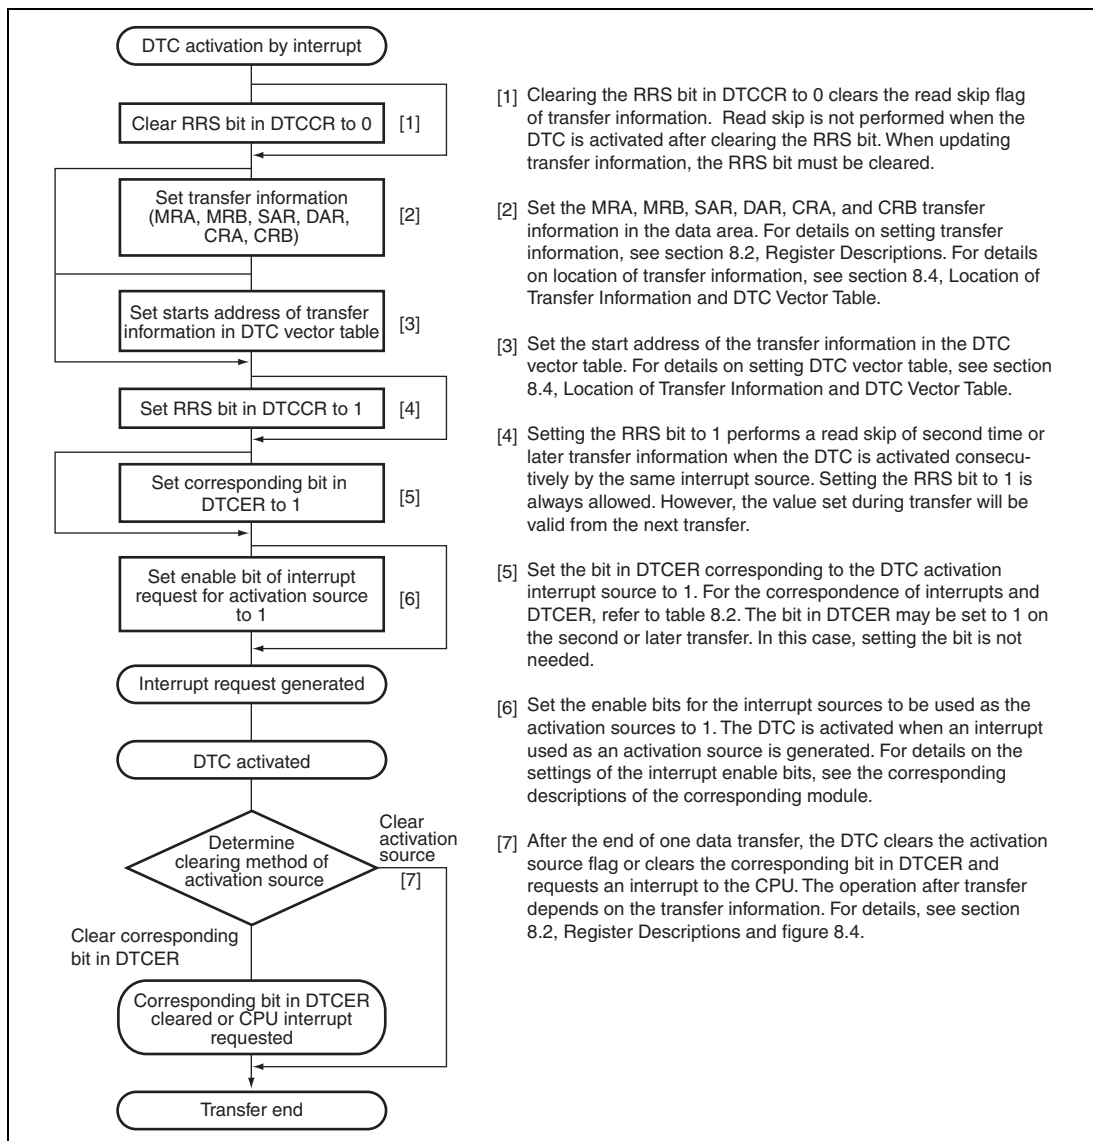 DTC activation by interrupt
Clear RRS bit in DTCCR to 0
[1]
Set transfer information
(MRA, MRB, SAR, DAR,
CRA, CRB)
[2]
Set starts address of transfer
information in DTC vector table
[3]
Set RRS bit in DTCCR to 1
[4]
Set corresponding bit in
DTCER to 1
[5]
Set enable bit of interrupt
request for activation source
to 1
[6]
Interrupt request generated
DTC activated
Determine
clearing method of
activation source
Clear
activation
source
[7]
Clear corresponding
bit in DTCER
Corresponding bit in DTCER
cleared or CPU interrupt
requested
Transfer end
[1] Clearing the RRS bit in DTCCR to 0 clears the read skip flag
of transfer information. Read skip is not performed when the
DTC is activated after clearing the RRS bit. When updating
transfer information, the RRS bit must be cleared.
[2] Set the MRA, MRB, SAR, DAR, CRA, and CRB transfer
information in the data area. For details on setting transfer
information, see section 8.2, Register Descriptions. For details
on location of transfer information, see section 8.4, Location of
Transfer Information and DTC Vector Table.
[3] Set the start address of the transfer information in the DTC
vector table. For details on setting DTC vector table, see section
8.4, Location of Transfer Information and DTC Vector Table.
[4] Setting the RRS bit to 1 performs a read skip of second time or
later transfer information when the DTC is activated consecu-
tively by the same interrupt source. Setting the RRS bit to 1 is
always allowed. However, the value set during transfer will be
valid from the next transfer.
[5] Set the bit in DTCER corresponding to the DTC activation
interrupt source to 1. For the correspondence of interrupts and
DTCER, refer to table 8.2. The bit in DTCER may be set to 1 on
the second or later transfer. In this case, setting the bit is not
needed.
[6] Set the enable bits for the interrupt sources to be used as the
activation sources to 1. The DTC is activated when an interrupt
used as an activation source is generated. For details on the
settings of the interrupt enable bits, see the corresponding
descriptions of the corresponding module.
[7] After the end of one data transfer, the DTC clears the activation
source flag or clears the corresponding bit in DTCER and
requests an interrupt to the CPU. The operation after transfer
depends on the transfer information. For details, see section
8.2, Register Descriptions and figure 8.4.